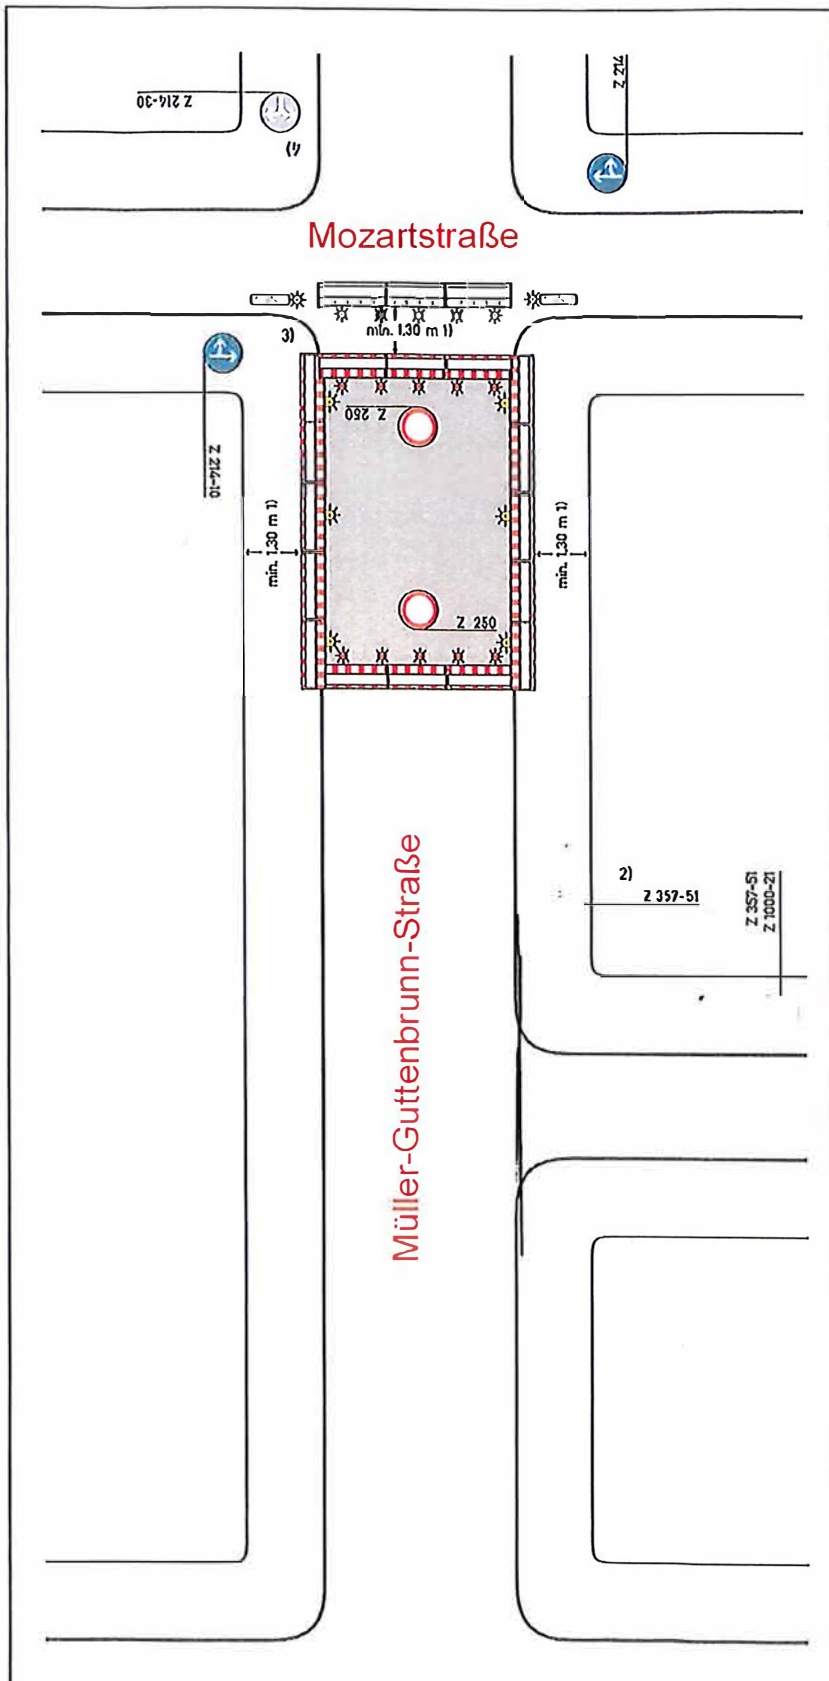 Z 214-30
4)
Z 214
Mozartstraße
min. 1,30 m 1)
3)
Z 250
Z 214-10
min. 1,30 m 1)
min. 1,30 m 1)
Z 250
Müller-Guttenbrunn-Straße
2)
Z 357-51
Z 357-51
Z 1000-21